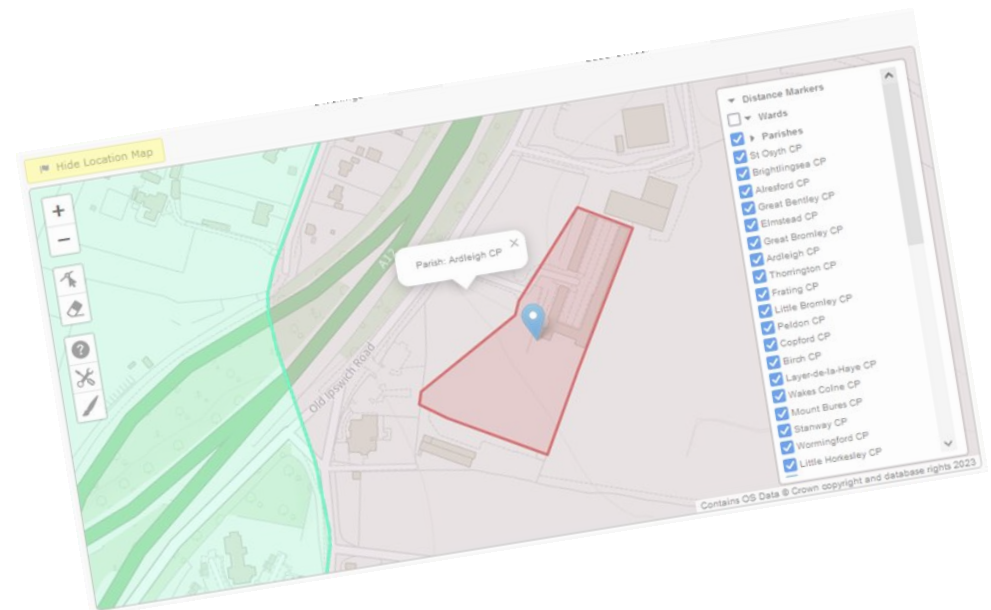 Hide Location Map
+
−
?
A12
Old Ipswich Road
Parish: Ardleigh CP
×
Distance Markers
Wards
Parishes
St Osyth CP
Brightlingsea CP
Alresford CP
Great Bentley CP
Elmstead CP
Great Bromley CP
Ardleigh CP
Thorrington CP
Frating CP
Little Bromley CP
Peldon CP
Copford CP
Birch CP
Layer-de-la-Haye CP
Wakes Colne CP
Mount Bures CP
Stanway CP
Wormingford CP
Little Horkesley CP
Contains OS Data © Crown copyright and database rights 2023